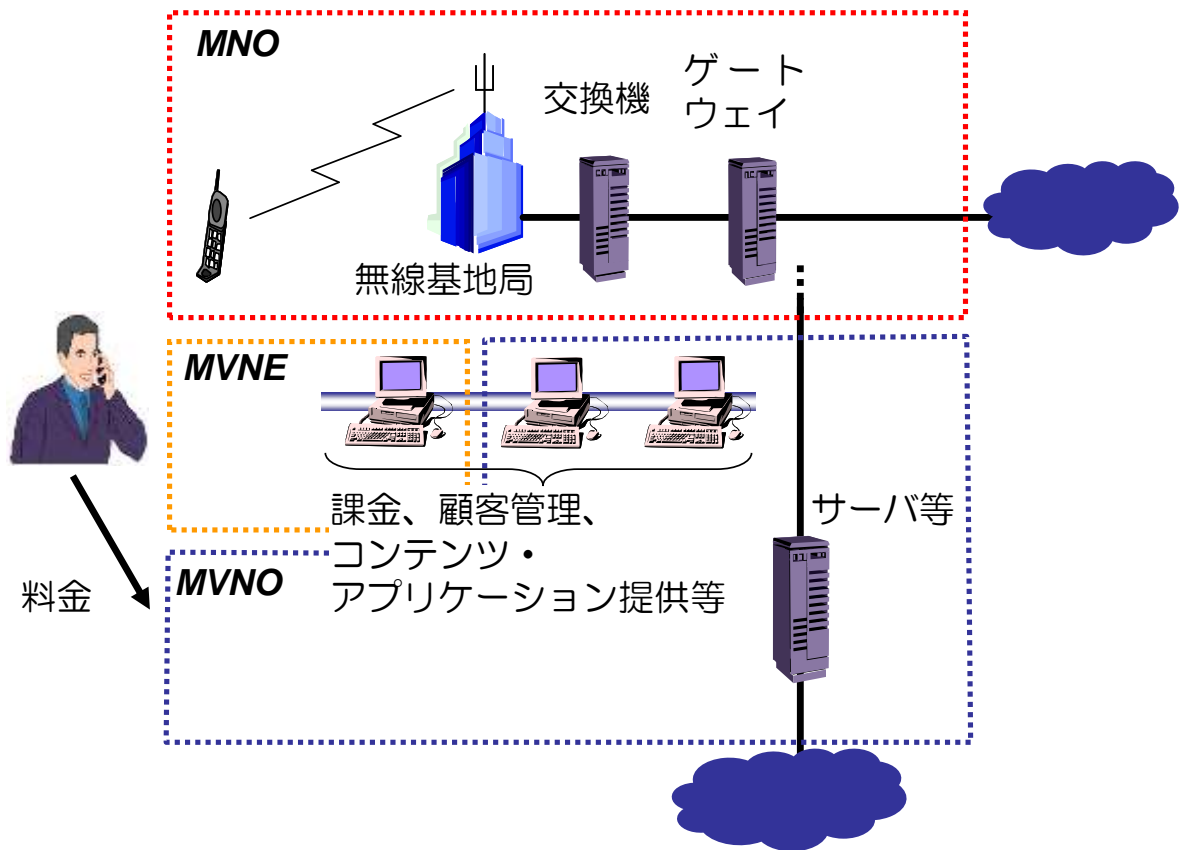 MNO
交換機
ゲート
ウェイ
無線基地局
MVNE
課金、顧客管理、
コンテンツ・
アプリケーション提供等
サーバ等
MVNO
料金